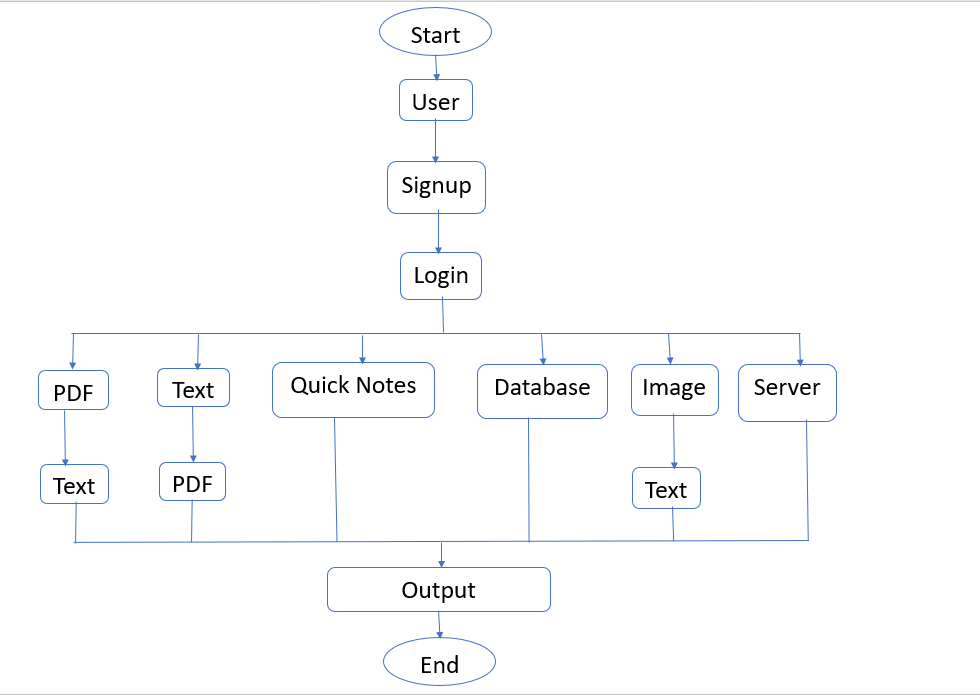 Start
User
Signup
Login
PDF
Text
Quick Notes
Database
Image
Server
Text
PDF
Text
Output
End